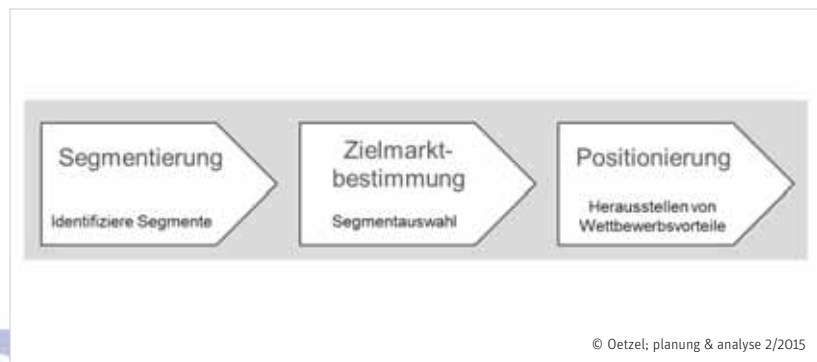 Segmentierung
Identifiziere Segmente
Zielmarkt-
bestimmung
Segmentauswahl
Positionierung
Herausstellen von
Wettbewerbsvorteile
© Oetzel; planung & analyse 2/2015